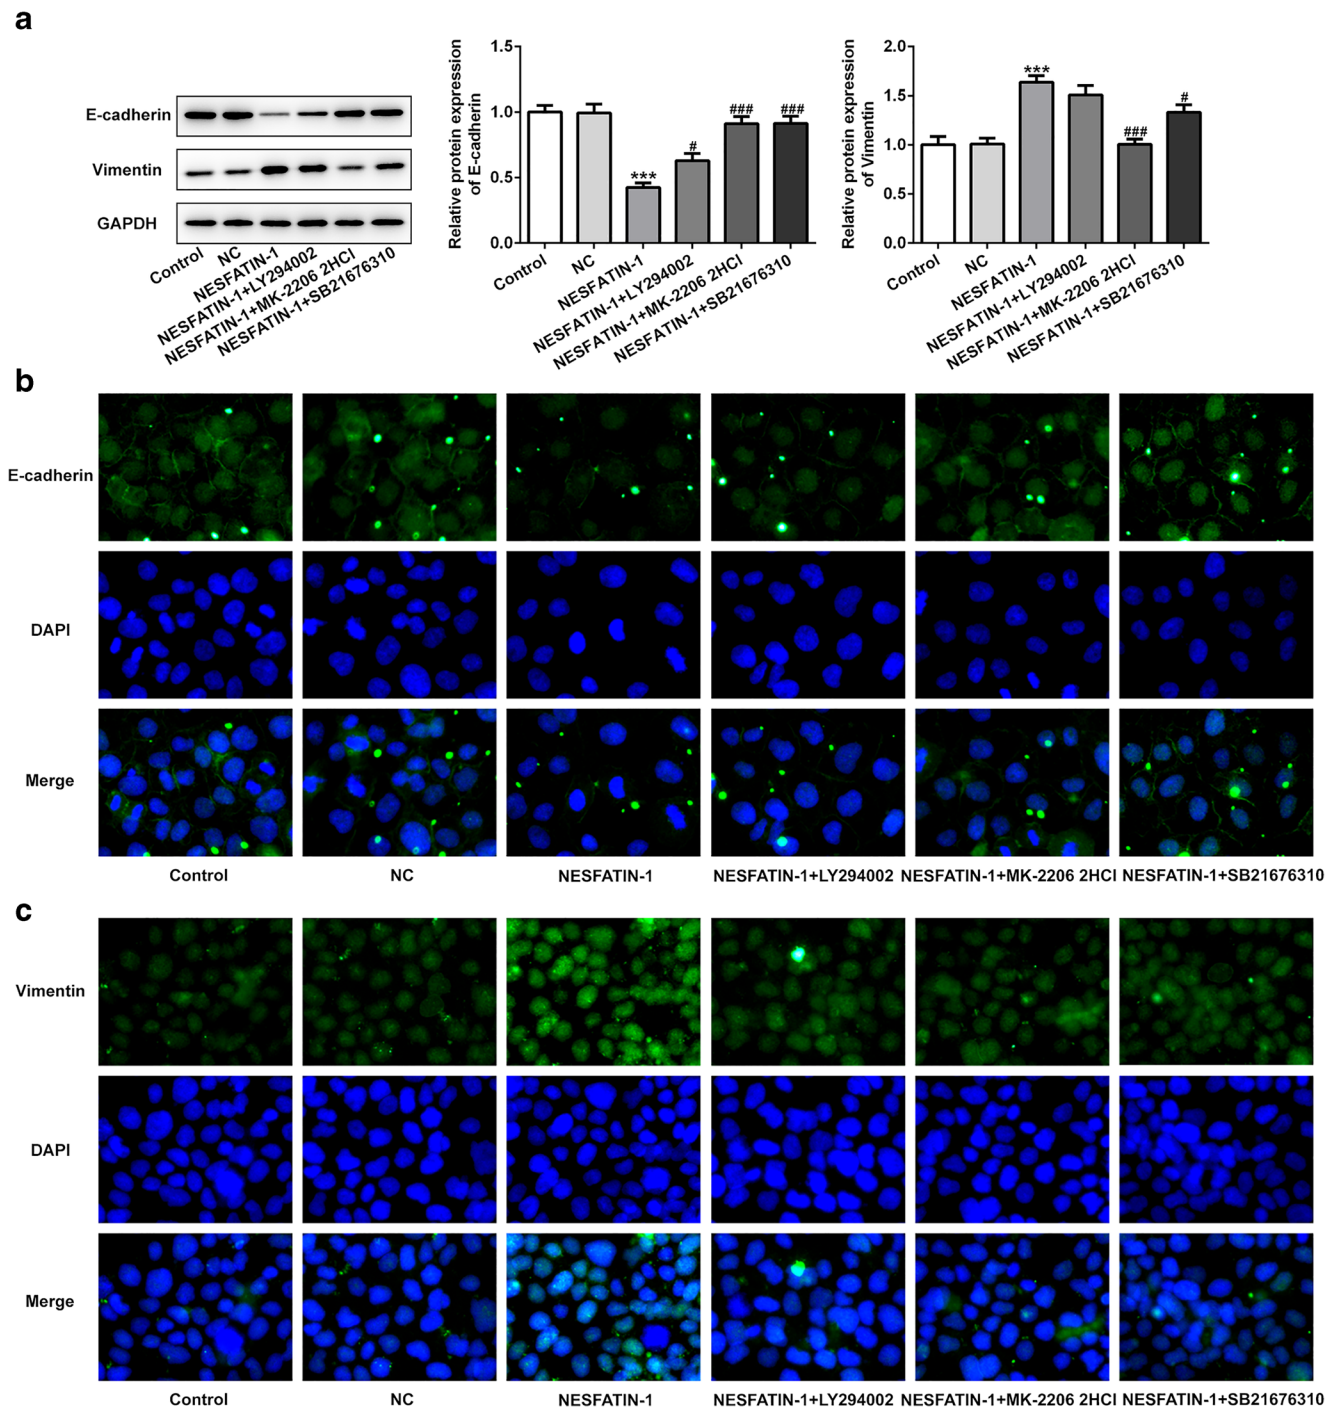 a
E-cadherin
Vimentin
GAPDH
Control
NC
NESFATIN-1
NESFATIN-1+LY294002
NESFATIN-1+MK-2206 2HCl
NESFATIN-1+SB21676310
Relative protein expression
of E-cadherin
1.5
1.0
0.5
0.0
***
#
###
###
Control
NC
NESFATIN-1
NESFATIN-1+LY294002
NESFATIN-1+MK-2206 2HCl
NESFATIN-1+SB21676310
Relative protein expression
of Vimentin
2.0
1.5
1.0
0.5
0.0
***
###
#
Control
NC
NESFATIN-1
NESFATIN-1+LY294002
NESFATIN-1+MK-2206 2HCl
NESFATIN-1+SB21676310
b
E-cadherin
DAPI
Merge
Control NC NESFATIN-1 NESFATIN-1+LY294002 NESFATIN-1+MK-2206 2HCl NESFATIN-1+SB21676310
c
Vimentin
DAPI
Merge
Control NC NESFATIN-1 NESFATIN-1+LY294002 NESFATIN-1+MK-2206 2HCl NESFATIN-1+SB21676310